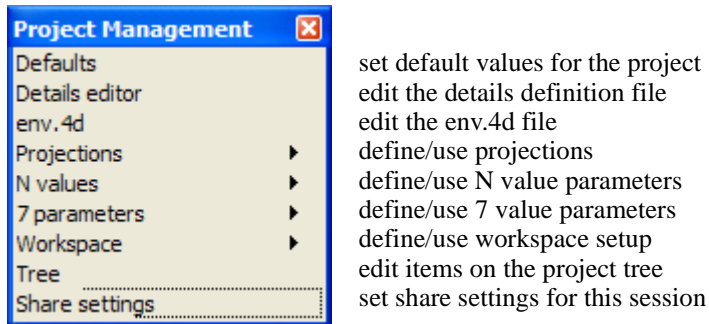 Project Management
Defaults set default values for the project
Details editor edit the details definition file
env.4d edit the env.4d file
Projections define/use projections
N values define/use N value parameters
7 parameters define/use 7 value parameters
Workspace define/use workspace setup
Tree edit items on the project tree
Share settings set share settings for this session